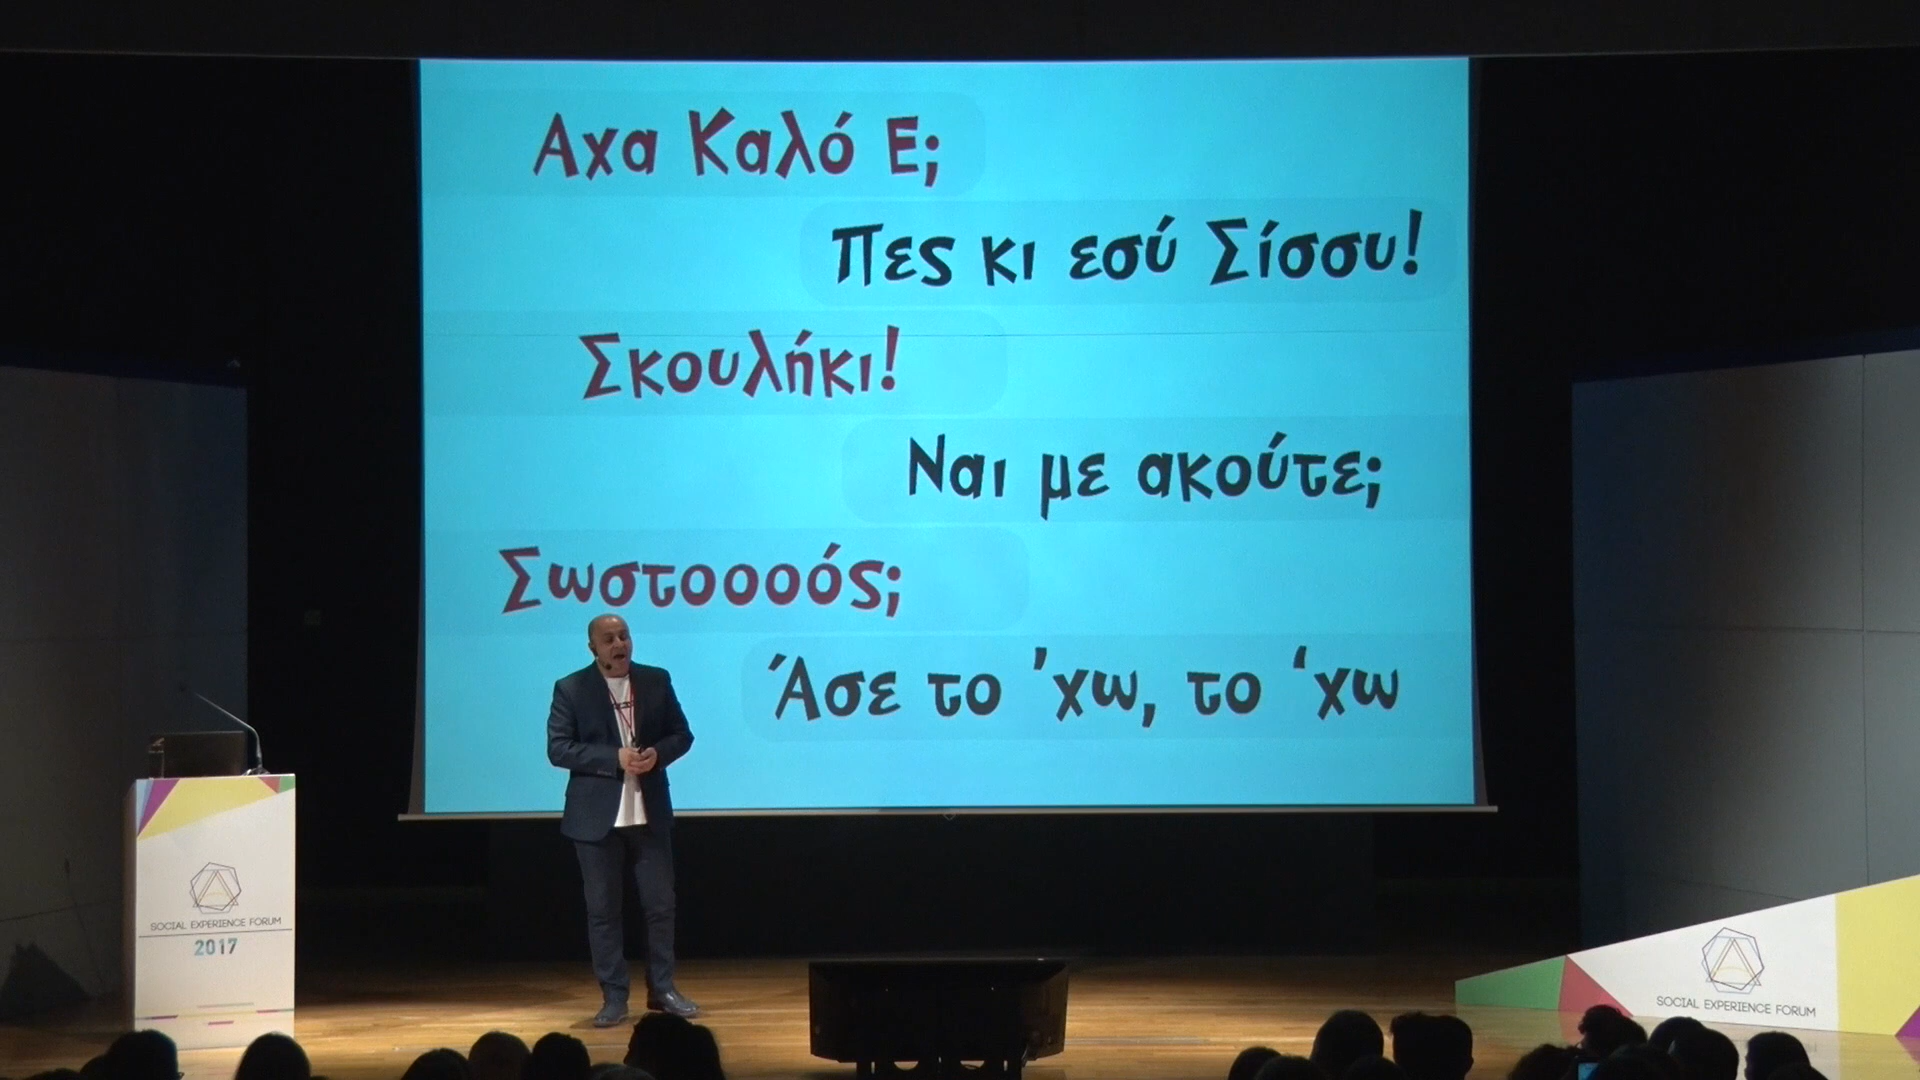 Αχα Καλό Ε;
Πες κι εσύ Σίσσυ!
Σκουλήκι!
Ναι με ακούτε;
Σωστοοοός;
Άσε το 'χω, το ‘χω
SOCIAL EXPERIENCE FORUM
2017
SOCIAL EXPERIENCE FORUM